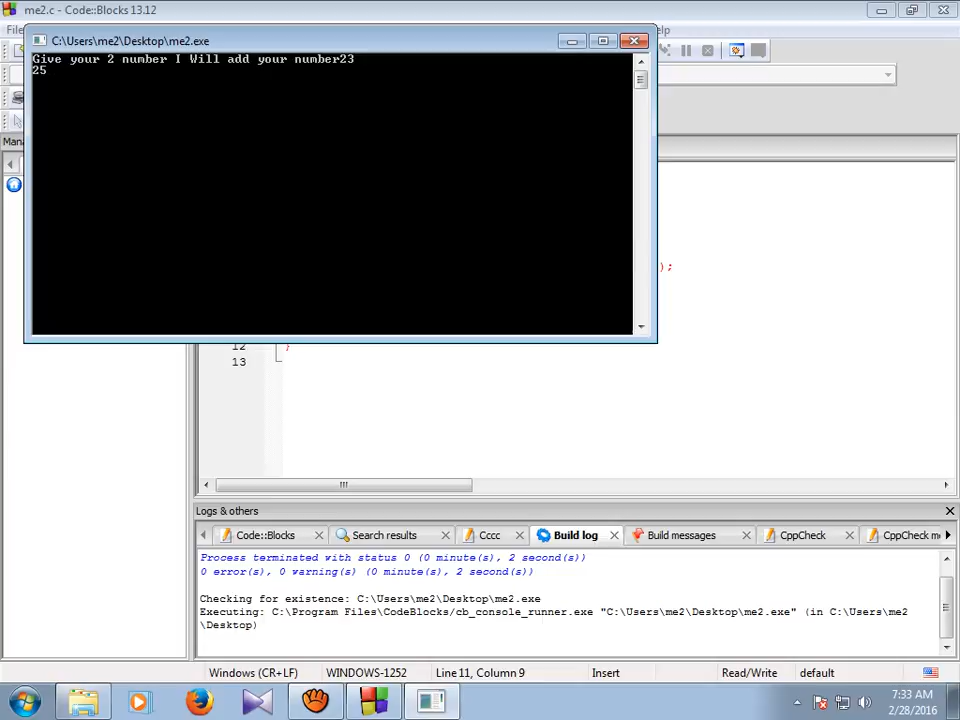 me2.c - Code::Blocks 13.12
File
elp
C:\Users\me2\Desktop\me2.exe
Give your 2 number I Will add your number23
25
Mana
);
12
}
13
Logs & others
Code::Blocks
Search results
Cccc
Build log
Build messages
CppCheck
CppCheck me
Process terminated with status 0 (0 minute(s), 2 second(s))
0 error(s), 0 warning(s) (0 minute(s), 2 second(s))
Checking for existence: C:\Users\me2\Desktop\me2.exe
Executing: C:\Program Files\CodeBlocks/cb_console_runner.exe "C:\Users\me2\Desktop\me2.exe" (in C:\Users\me2
\Desktop)
Windows (CR+LF)
WINDOWS-1252
Line 11, Column 9
Insert
Read/Write
default
7:33 AM
2/28/2016